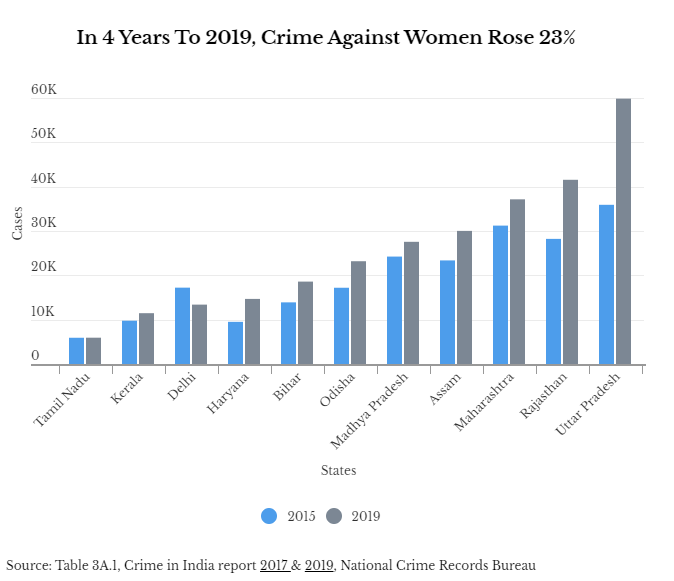 In 4 Years To 2019, Crime Against Women Rose 23%
60K
50K
40K
30K
20K
10K
0
Cases
Tamil Nadu
Kerala
Delhi
Haryana
Bihar
Odisha
Madhya Pradesh
Assam
Maharashtra
Rajasthan
Uttar Pradesh
States
2015 2019
Source: Table 3A.1, Crime in India report 2017 & 2019, National Crime Records Bureau